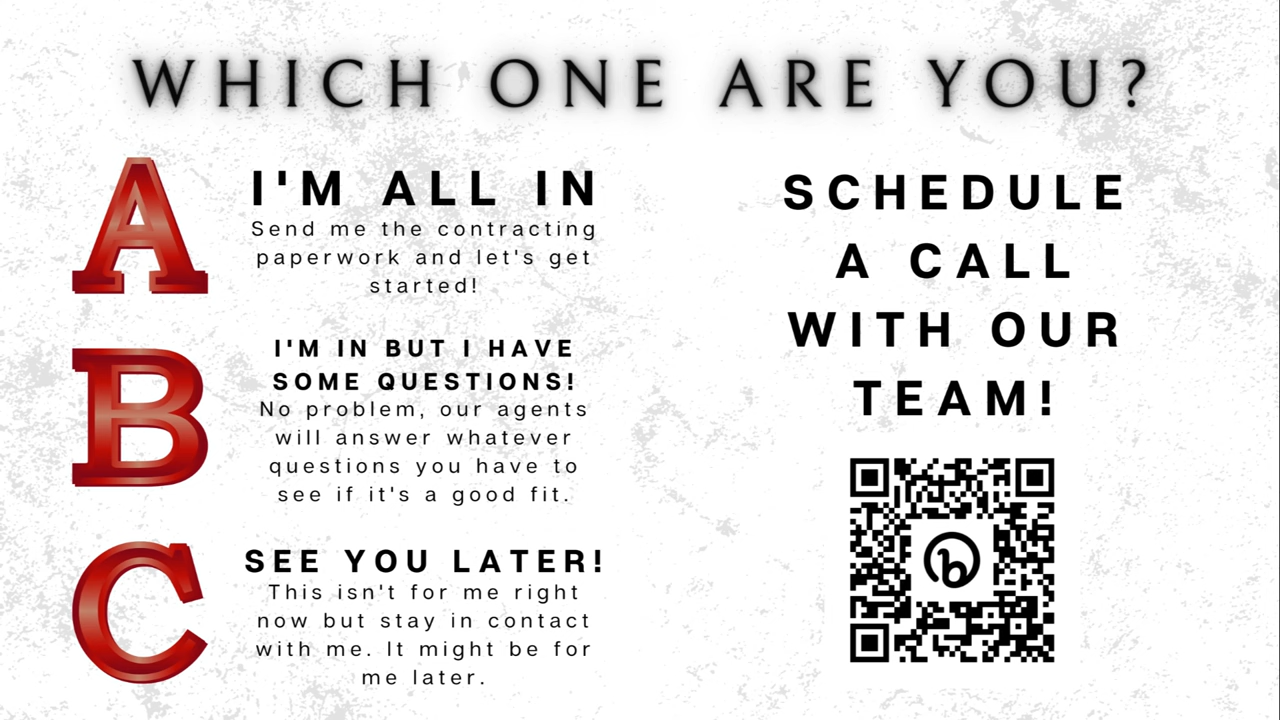 WHICH ONE ARE YOU?
A
I'M ALL IN
Send me the contracting
paperwork and let's get
started!
B
I'M IN BUT I HAVE
SOME QUESTIONS!
No problem, our agents
will answer whatever
questions you have to
see if it's a good fit.
C
SEE YOU LATER!
This isn't for me right
now but stay in contact
with me. It might be for
me later.
SCHEDULE
A CALL
WITH OUR
TEAM!
b